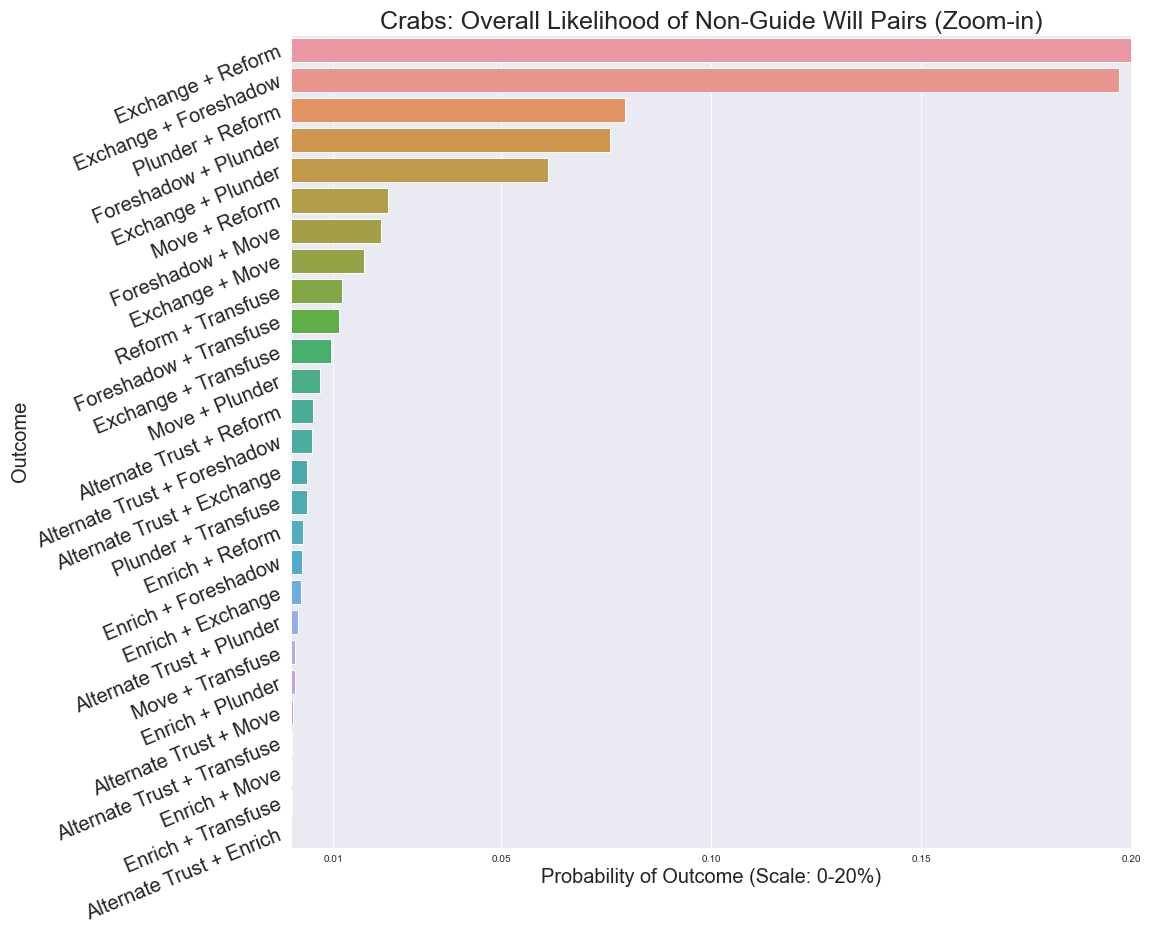 Crabs: Overall Likelihood of Non-Guide Will Pairs (Zoom-in)
Exchange + Reform
Exchange + Foreshadow
Plunder + Reform
Foreshadow + Plunder
Exchange + Plunder
Move + Reform
Foreshadow + Move
Exchange + Move
Reform + Transfuse
Foreshadow + Transfuse
Exchange + Transfuse
Move + Plunder
Alternate Trust + Reform
Alternate Trust + Foreshadow
Alternate Trust + Exchange
Plunder + Transfuse
Enrich + Reform
Enrich + Foreshadow
Enrich + Exchange
Alternate Trust + Plunder
Move + Transfuse
Enrich + Plunder
Alternate Trust + Move
Alternate Trust + Transfuse
Enrich + Move
Enrich + Transfuse
Alternate Trust + Enrich
Outcome
0.01 0.05 0.10 0.15 0.20
Probability of Outcome (Scale: 0-20%)